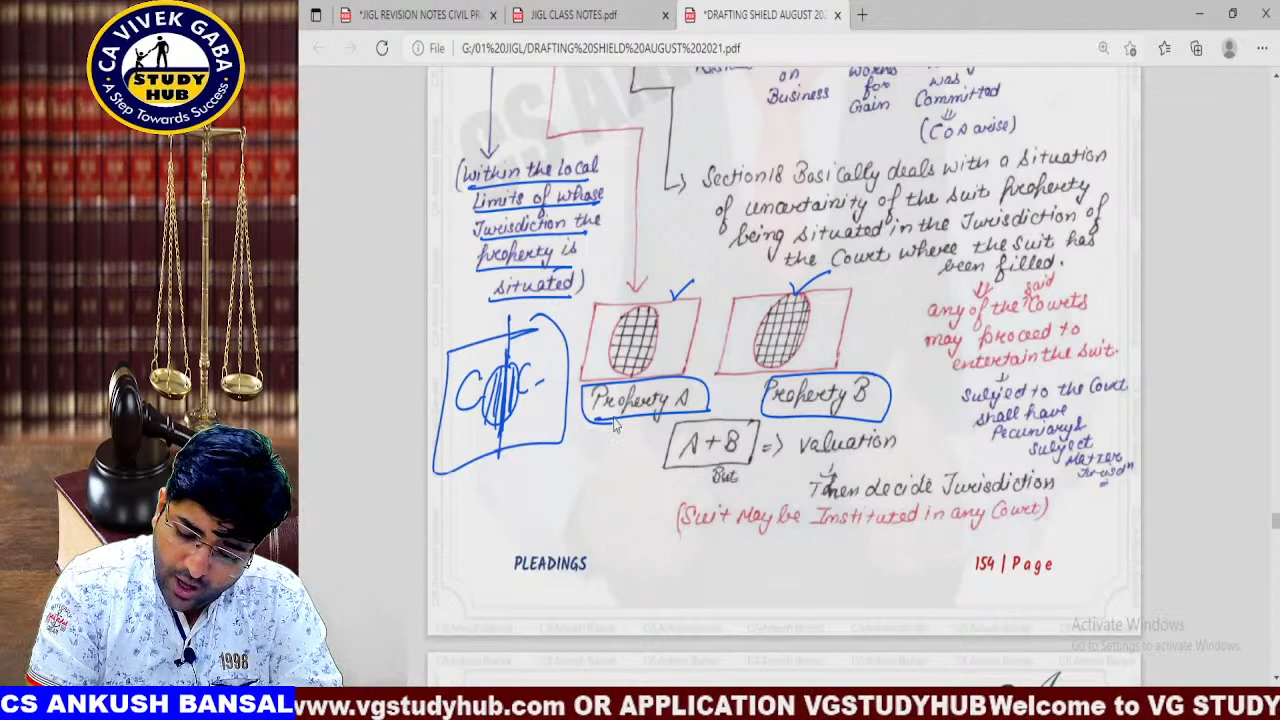 CA VIVEK GABA
STUDY
HUB
A Step Towards Success
*JIGL REVISION NOTES CIVIL PR
JIGL CLASS NOTES.pdf
*DRAFTING SHIELD AUGUST 20
File
G:/01%20JIGL/DRAFTING%20SHIELD%20AUGUST%202021.pdf
on
Business
works
for
Gain
was
Committed
(COA arise)
(within the local
Limits of whose
Jurisdiction the
property is
situated)
Section 18 Basically deals with a situation
of uncertainity of the suit property
being situated in the Jurisdiction of
the Court where the suit has
been filled.
any of the said Courts
may proceed to
entertain the suit.
subject to the Court
shall have
Pecuniary &
subject
Matter
C
C-
Property A
Property B
A + B => valuation
But
Then decide Jurisdiction
(Suit May be Instituted in any Court)
PLEADINGS
154 | Page
Activate Windows
Go to Settings to activate Windows.
1998
CS ANKUSH BANSAL
www.vgstudyhub.com OR APPLICATION VGSTUDYHUB Welcome to VG STUDY